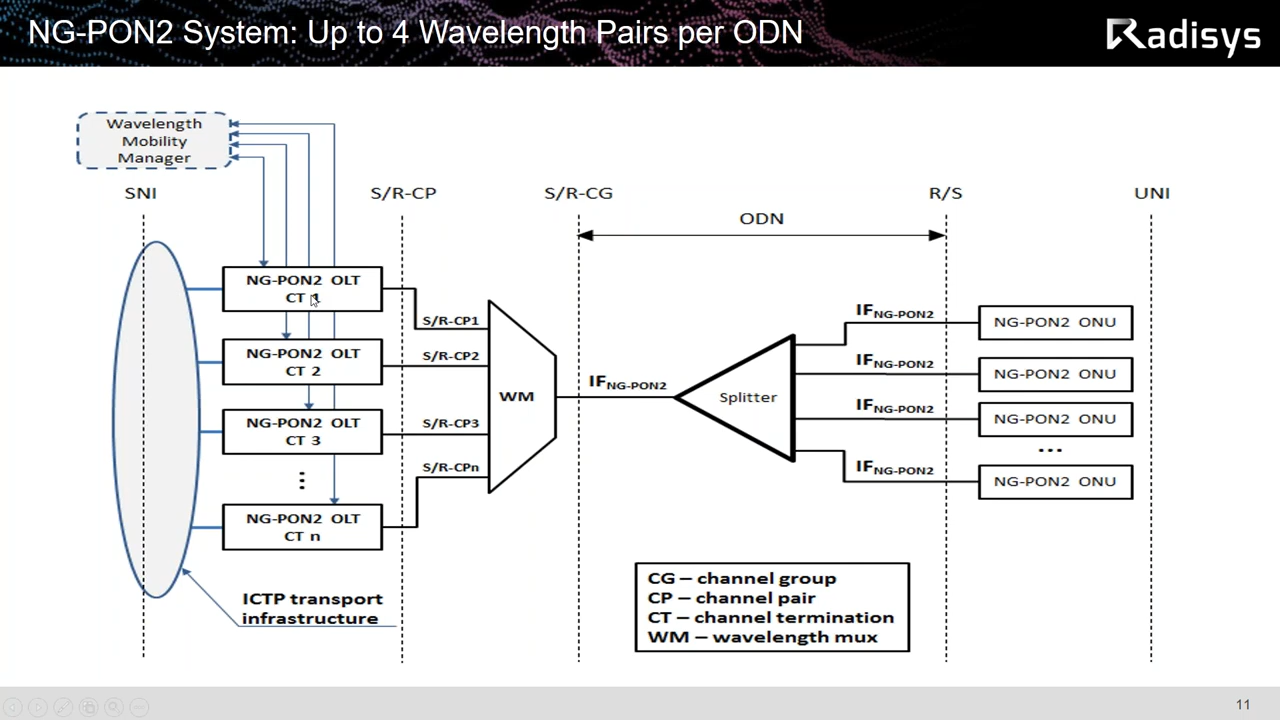 NG-PON2 System: Up to 4 Wavelength Pairs per ODN
Radisys
Wavelength
Mobility
Manager
SNI
S/R-CP
S/R-CG
R/S
UNI
ODN
NG-PON2 OLT
CT 1
NG-PON2 OLT
CT 2
NG-PON2 OLT
CT 3
...
NG-PON2 OLT
CT n
S/R-CP1
S/R-CP2
S/R-CP3
S/R-CPn
WM
IFNG-PON2
Splitter
IFNG-PON2
IFNG-PON2
IFNG-PON2
IFNG-PON2
NG-PON2 ONU
NG-PON2 ONU
NG-PON2 ONU
...
NG-PON2 ONU
ICTP transport
infrastructure
CG – channel group
CP – channel pair
CT – channel termination
WM – wavelength mux
11